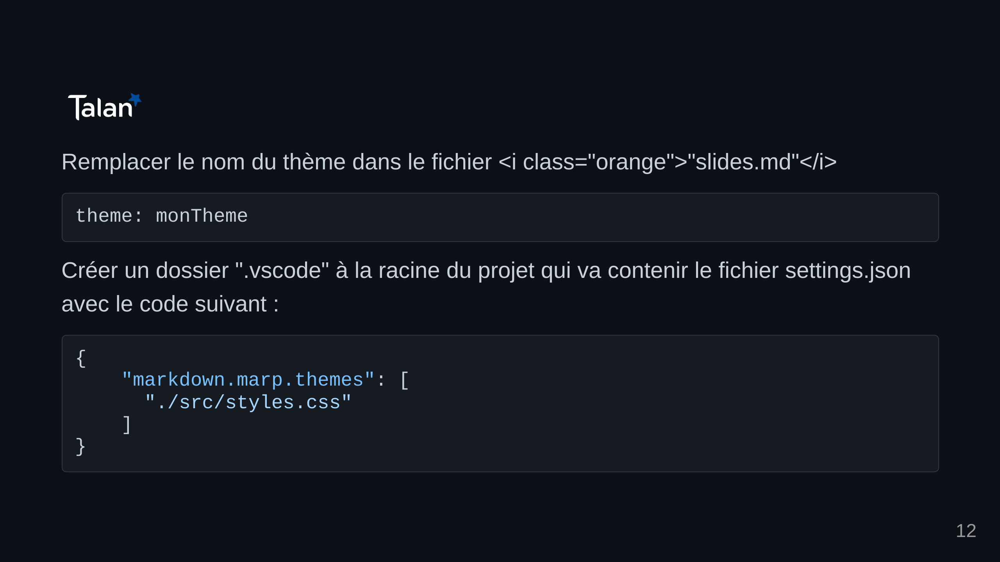 Talan
Remplacer le nom du thème dans le fichier <i class="orange">"slides.md"</i>
theme: monTheme
Créer un dossier ".vscode" à la racine du projet qui va contenir le fichier settings.json
avec le code suivant :
{
    "markdown.marp.themes": [
      "./src/styles.css"
    ]
}
12